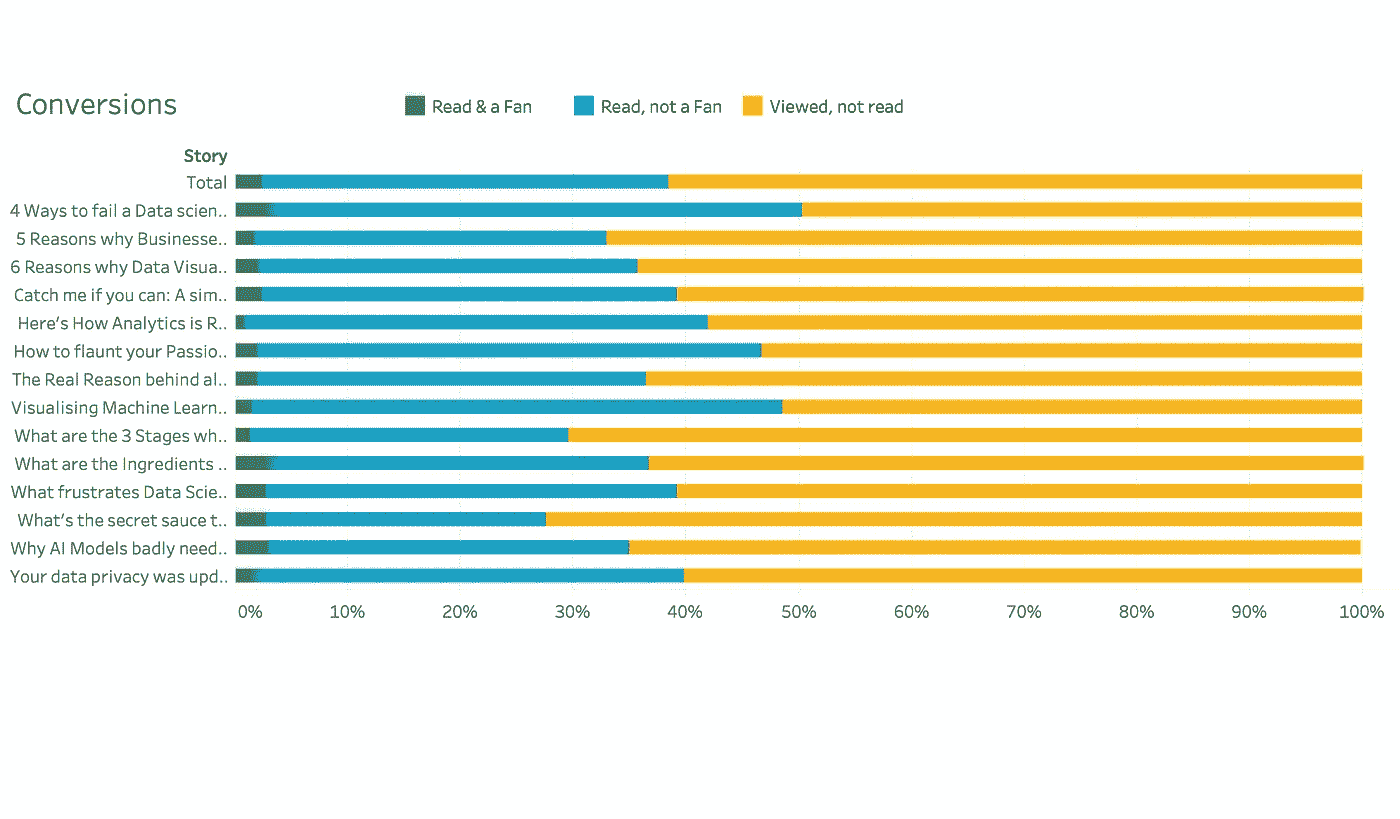 Conversions
Read & a Fan Read, not a Fan Viewed, not read
Story
Total
4 Ways to fail a Data scien..
5 Reasons why Businesse..
6 Reasons why Data Visua..
Catch me if you can: A sim..
Here's How Analytics is R..
How to flaunt your Passio..
The Real Reason behind al..
Visualising Machine Learn..
What are the 3 Stages wh..
What are the Ingredients ..
What frustrates Data Scie..
What's the secret sauce t..
Why AI Models badly need..
Your data privacy was upd..
0% 10% 20% 30% 40% 50% 60% 70% 80% 90% 100%